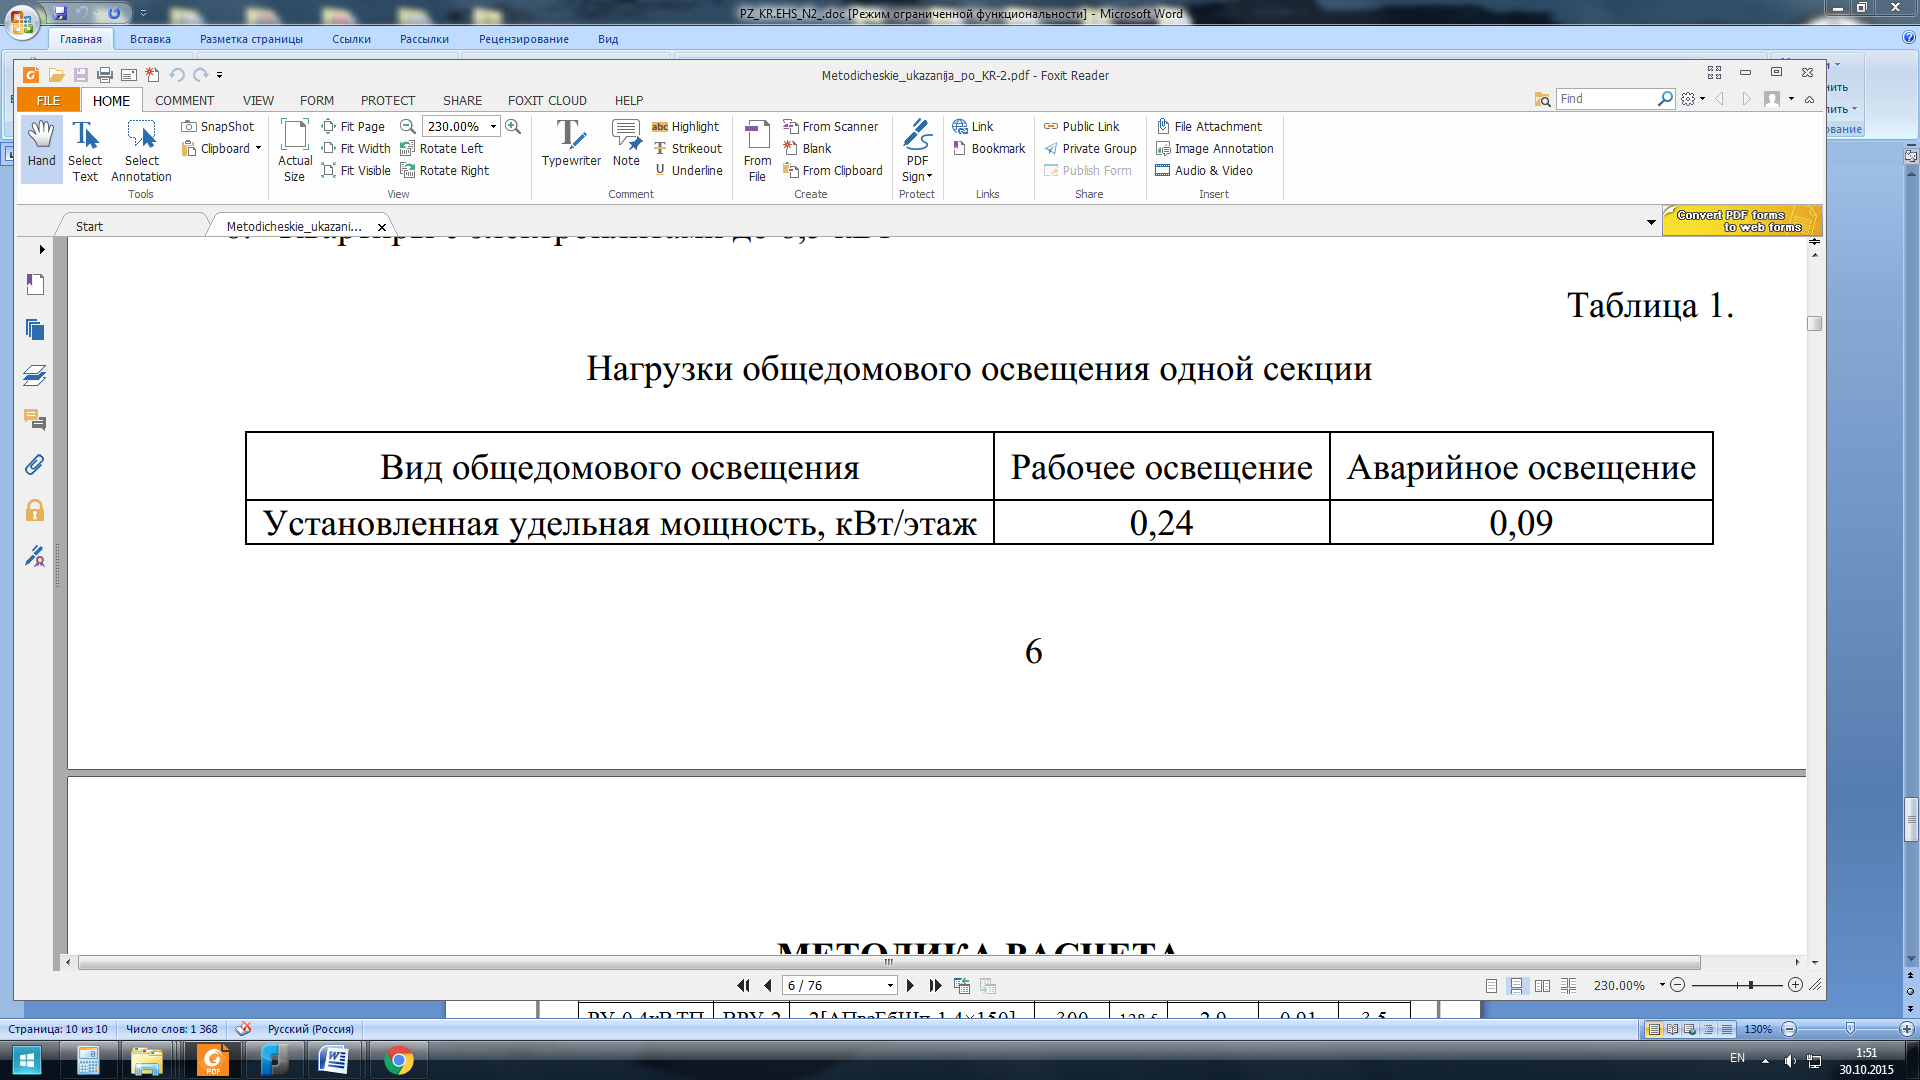 PZ_KR.EHS_N2_.doc [Режим ограниченной функциональности] - Microsoft Word
Главная Вставка Разметка страницы Ссылки Рассылки Рецензирование Вид
Metodicheskie_ukazanija_po_KR-2.pdf - Foxit Reader
FILE HOME COMMENT VIEW FORM PROTECT SHARE FOXIT CLOUD HELP Find
Hand
Select Text
Select Annotation
SnapShot
Clipboard
Tools
Actual Size
Fit Page
Fit Width
Fit Visible
230.00%
Rotate Left
Rotate Right
View
Typewriter
Note
Highlight
Strikeout
Underline
Comment
From File
From Scanner
Blank
From Clipboard
Create
PDF Sign
Protect
Link
Bookmark
Links
Public Link
Private Group
Publish Form
Share
File Attachment
Image Annotation
Audio & Video
Insert
Start Metodicheskie_ukazani...
Convert PDF forms
to web forms
Таблица 1.
Нагрузки общедомового освещения одной секции
Вид общедомового освещения Рабочее освещение Аварийное освещение
Установленная удельная мощность, кВт/этаж 0,24 0,09
6
МЕТОДИКА РАСЧЕТА
6 / 76 230.00%
Страница: 10 из 10 Число слов: 1 368 Русский (Россия) 130%
EN 1:51
30.10.2015